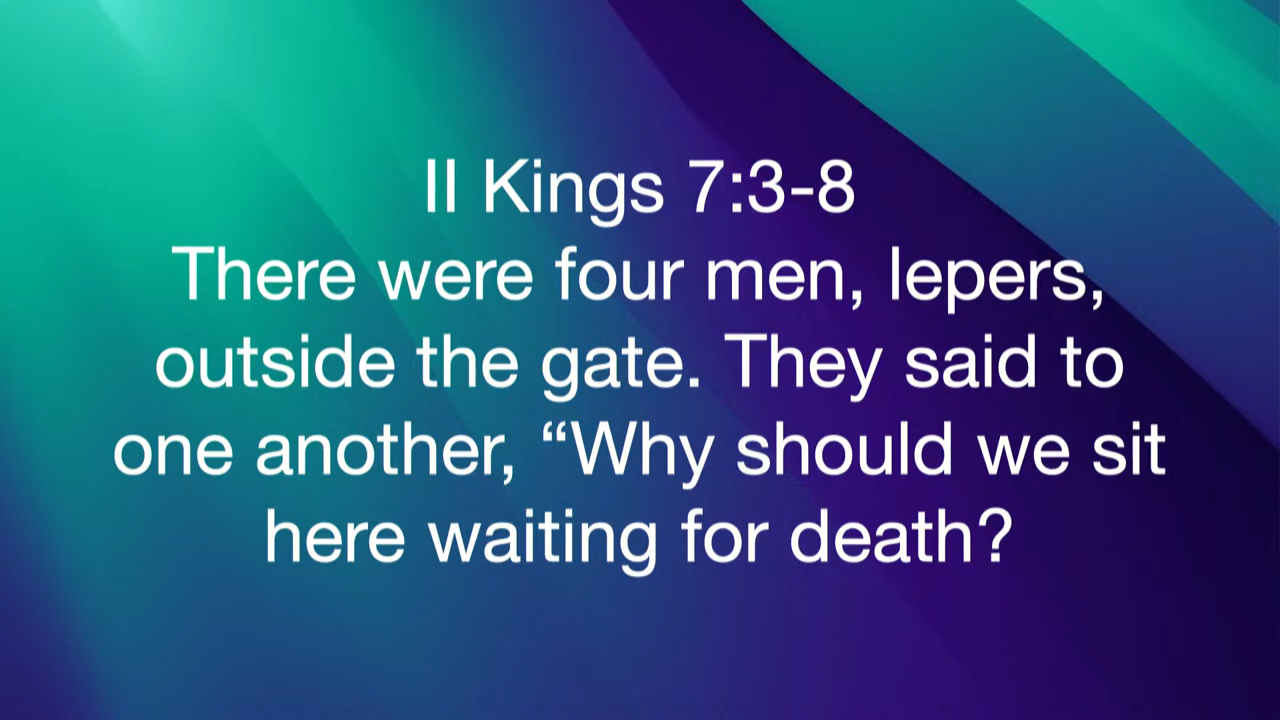 II Kings 7:3-8
There were four men, lepers,
outside the gate. They said to
one another, “Why should we sit
here waiting for death?